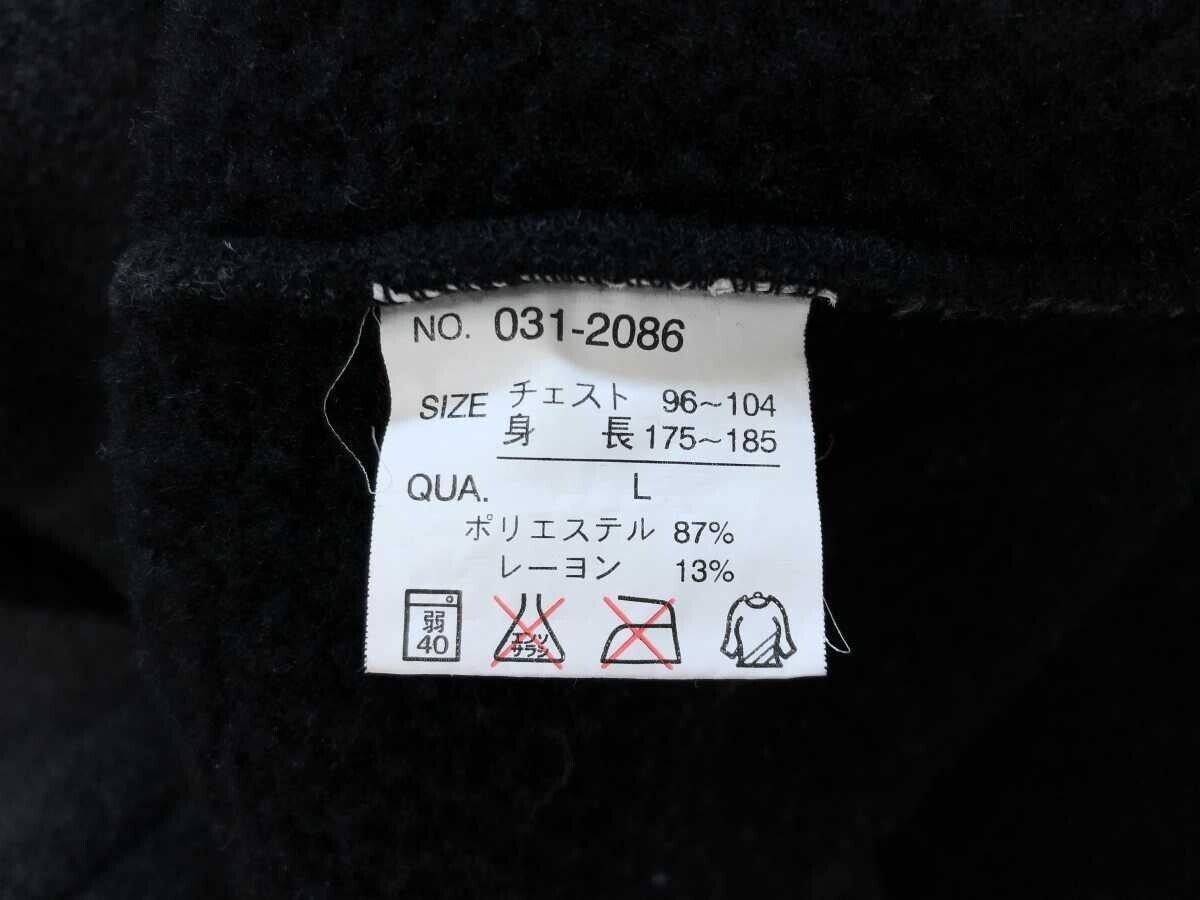 NO. 031-2086
SIZE チェスト 96～104
身 長 175～185
L
QUA.
ポリエステル 87%
レーヨン 13%
弱
40
エンソ
サラシ